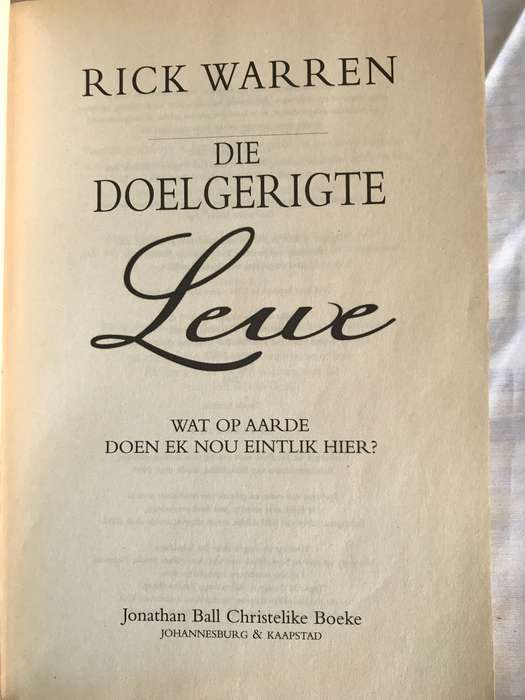 RICK WARREN
DIE
DOELGERIGTE
Lewe
WAT OP AARDE
DOEN EK NOU EINTLIK HIER?
Jonathan Ball Christelike Boeke
JOHANNESBURG & KAAPSTAD